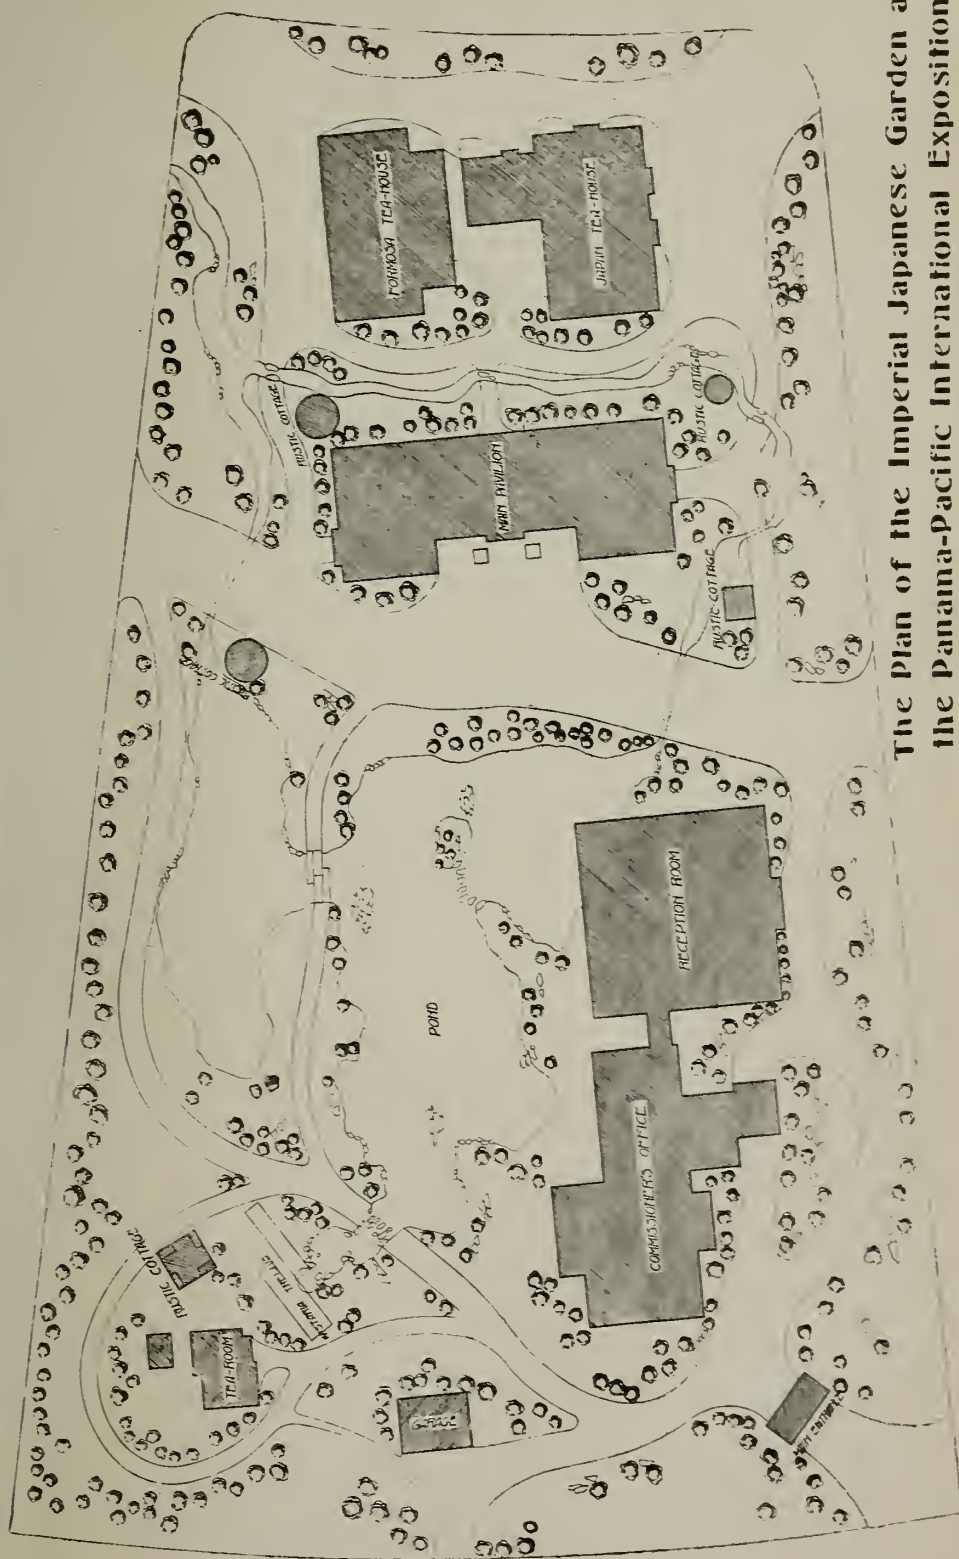 The Plan of the Imperial Japanese Garden a
the Panama-Pacific International Exposition
FORMOSA TEA-HOUSE
JAPAN TEA-HOUSE
RUSTIC COTTAGE
MAIN PAVILION
RUSTIC COTTAGE
RUSTIC-COTTAGE
RECEPTION ROOM
POND
COMMISSIONER'S OFFICE
RUSTIC COTTAGE
WISTARIA TRELLIS
TEA-ROOM
GARAGE
MAIN ENTRANCE